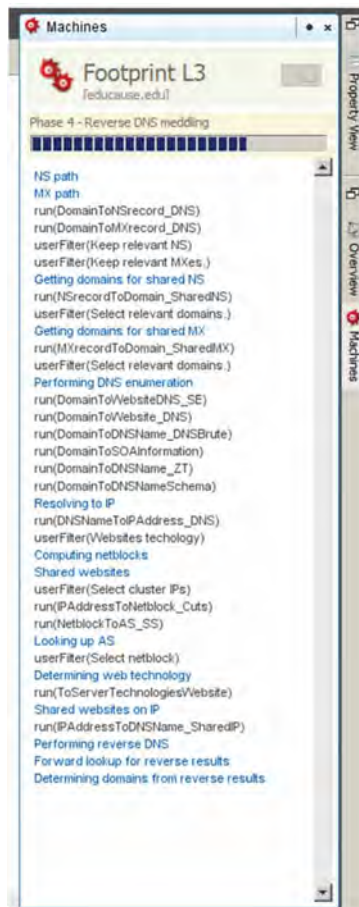 Machines
Footprint L3
[educause.edu]
Phase 4 - Reverse DNS meddling
NS path
MX path
run(DomainToNSrecord_DNS)
run(DomainToMXrecord_DNS)
userFilter(Keep relevant NS)
userFilter(Keep relevant MXes.)
Getting domains for shared NS
run(NSrecordToDomain_SharedNS)
userFilter(Select relevant domains.)
Getting domains for shared MX
run(MXrecordToDomain_SharedMX)
userFilter(Select relevant domains.)
Performing DNS enumeration
run(DomainToWebsiteDNS_SE)
run(DomainToWebsite_DNS)
run(DomainToDNSName_DNSBrute)
run(DomainToSOAInformation)
run(DomainToDNSName_ZT)
run(DomainToDNSNameSchema)
Resolving to IP
run(DNSNameToIPAddress_DNS)
userFilter(Websites techology)
Computing netblocks
Shared websites
userFilter(Select cluster IPs)
run(IPAddressToNetblock_Cuts)
run(NetblockToAS_SS)
Looking up AS
userFilter(Select netblock)
Determining web technology
run(ToServerTechnologiesWebsite)
Shared websites on IP
run(IPAddressToDNSName_SharedIP)
Performing reverse DNS
Forward lookup for reverse results
Determining domains from reverse results
Property View
Overview
Machines